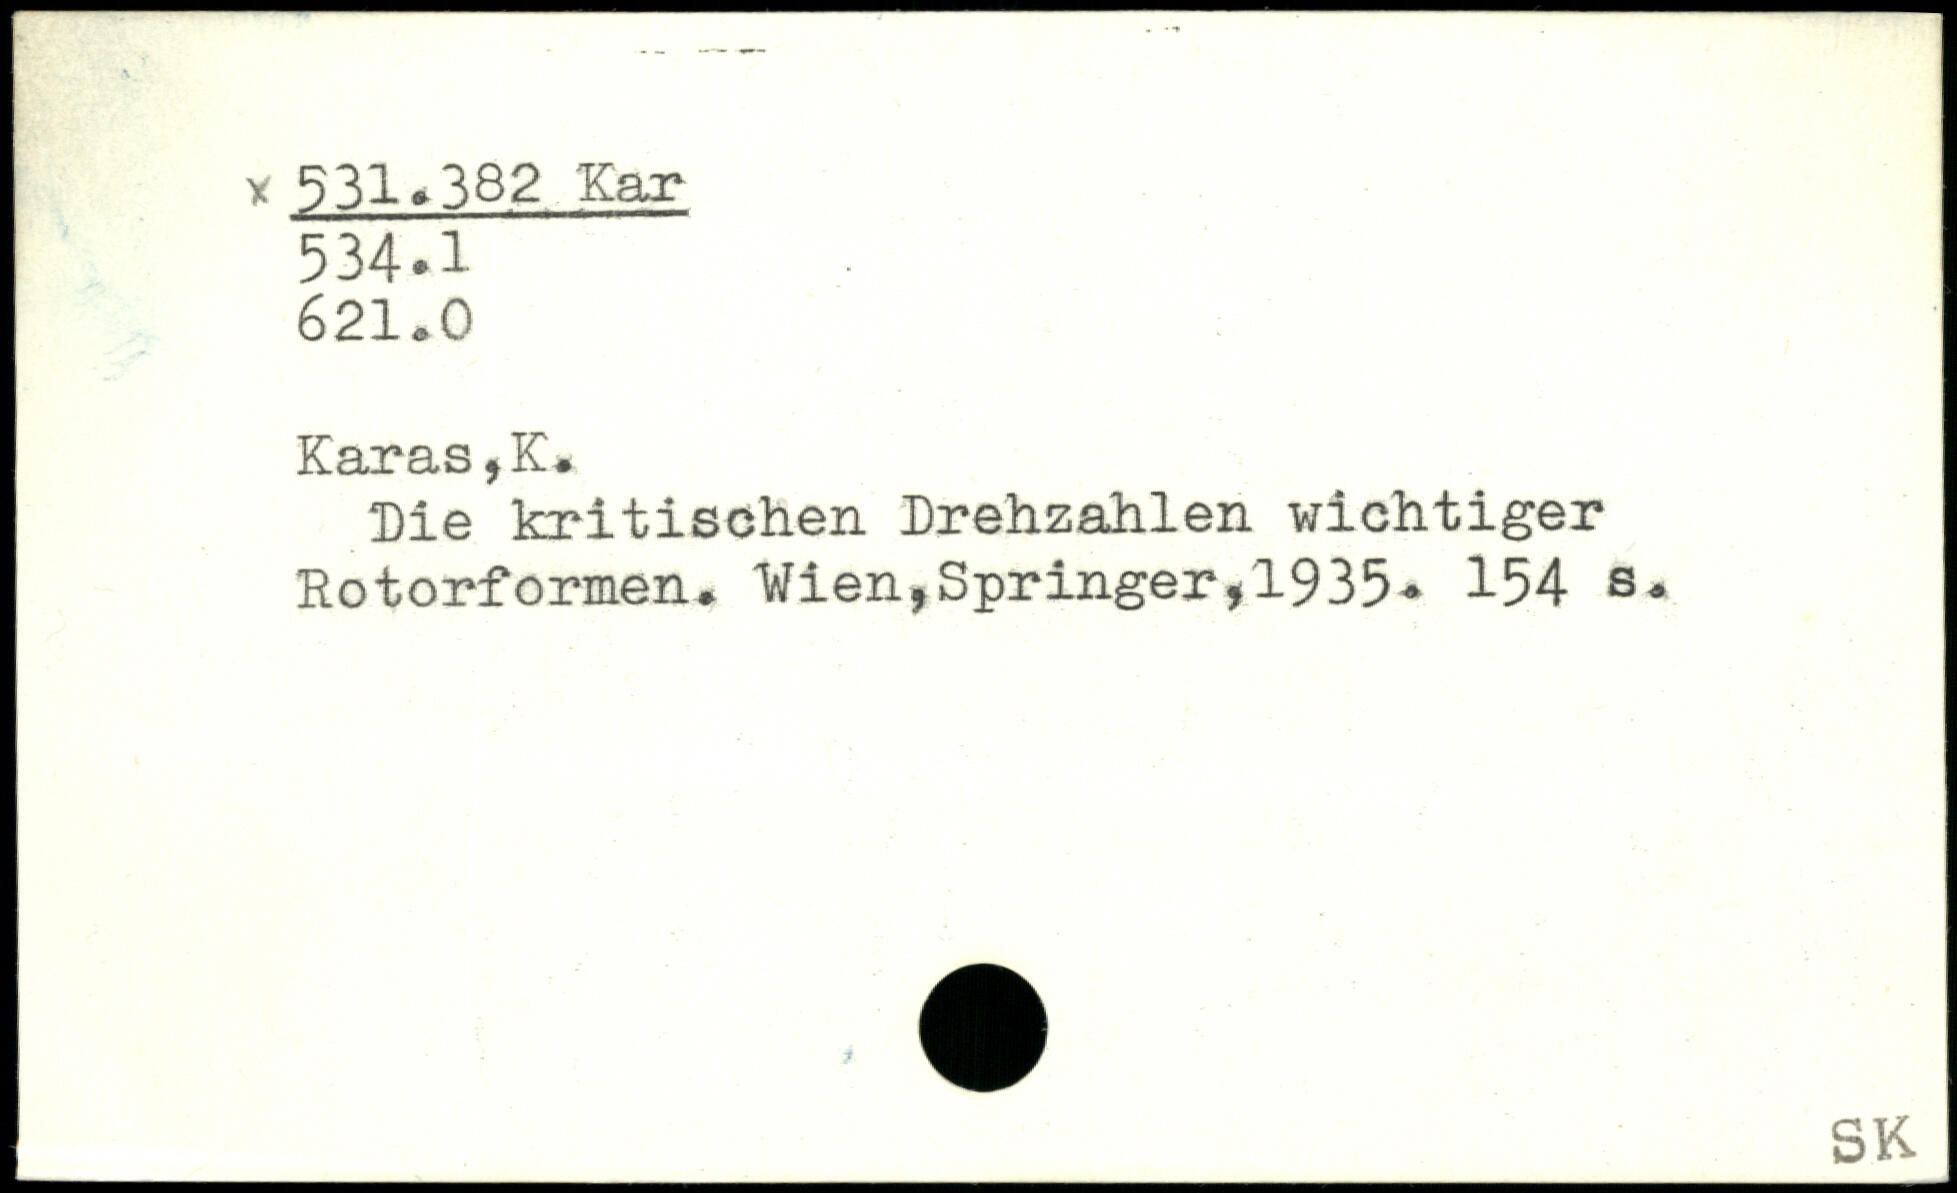 x 531.382 Kar
534.1
621.0
Karas,K.
Die kritischen Drehzahlen wichtiger
Rotorformen. Wien,Springer,1935. 154 s.
SK